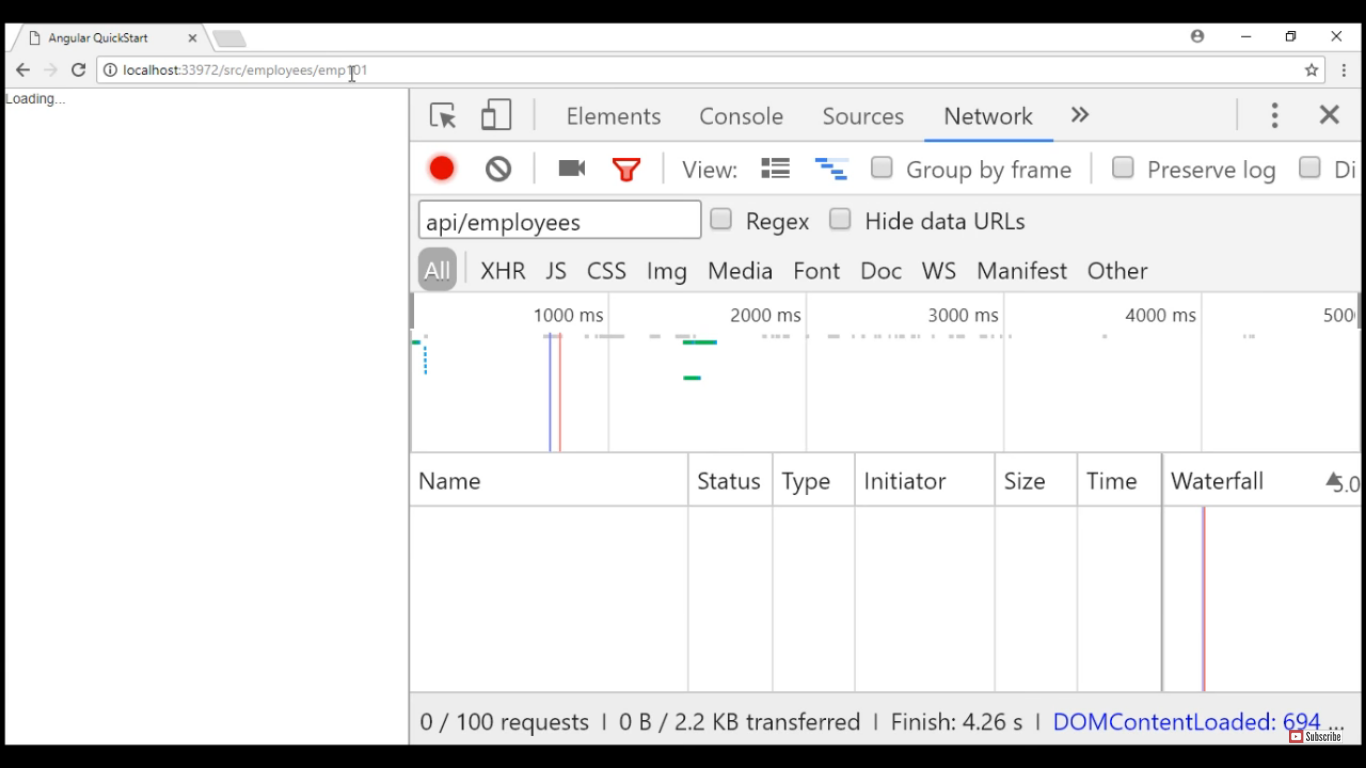 Angular QuickStart
localhost:33972/src/employees/emp101
Loading...
Elements Console Sources Network
View: Group by frame Preserve log Di
api/employees Regex Hide data URLs
All XHR JS CSS Img Media Font Doc WS Manifest Other
1000 ms 2000 ms 3000 ms 4000 ms 500
Name Status Type Initiator Size Time Waterfall 5.0
0 / 100 requests | 0 B / 2.2 KB transferred | Finish: 4.26 s | DOMContentLoaded: 694 ...
Subscribe